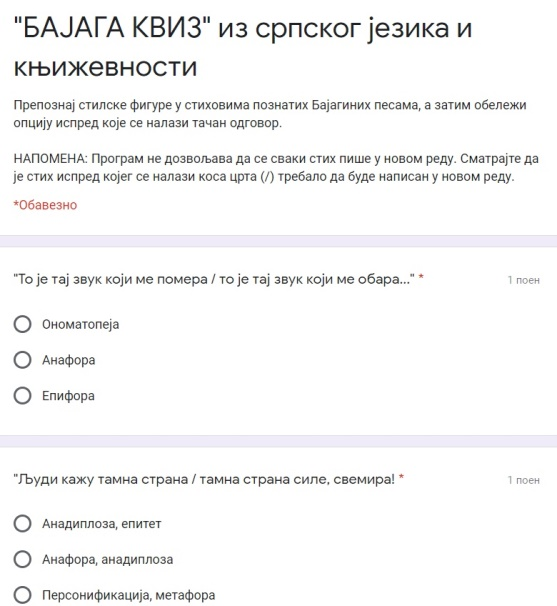 "БАЈАГА КВИЗ" из српског језика и
књижевности
Препознај стилске фигуре у стиховима познатих Бајагиних песама, а затим обележи
опцију испред које се налази тачан одговор.
НАПОМЕНА: Програм не дозвољава да се сваки стих пише у новом реду. Сматрајте да
је стих испред којег се налази коса црта (/) требало да буде написан у новом реду.
*Обавезно
"То је тај звук који ме помера / то је тај звук који ме обара..." * 1 поен
Ономатопеја
Анафора
Епифора
"Људи кажу тамна страна / тамна страна силе, свемира! * 1 поен
Анадиплоза, епитет
Анафора, анадиплоза
Персонификација, метафора